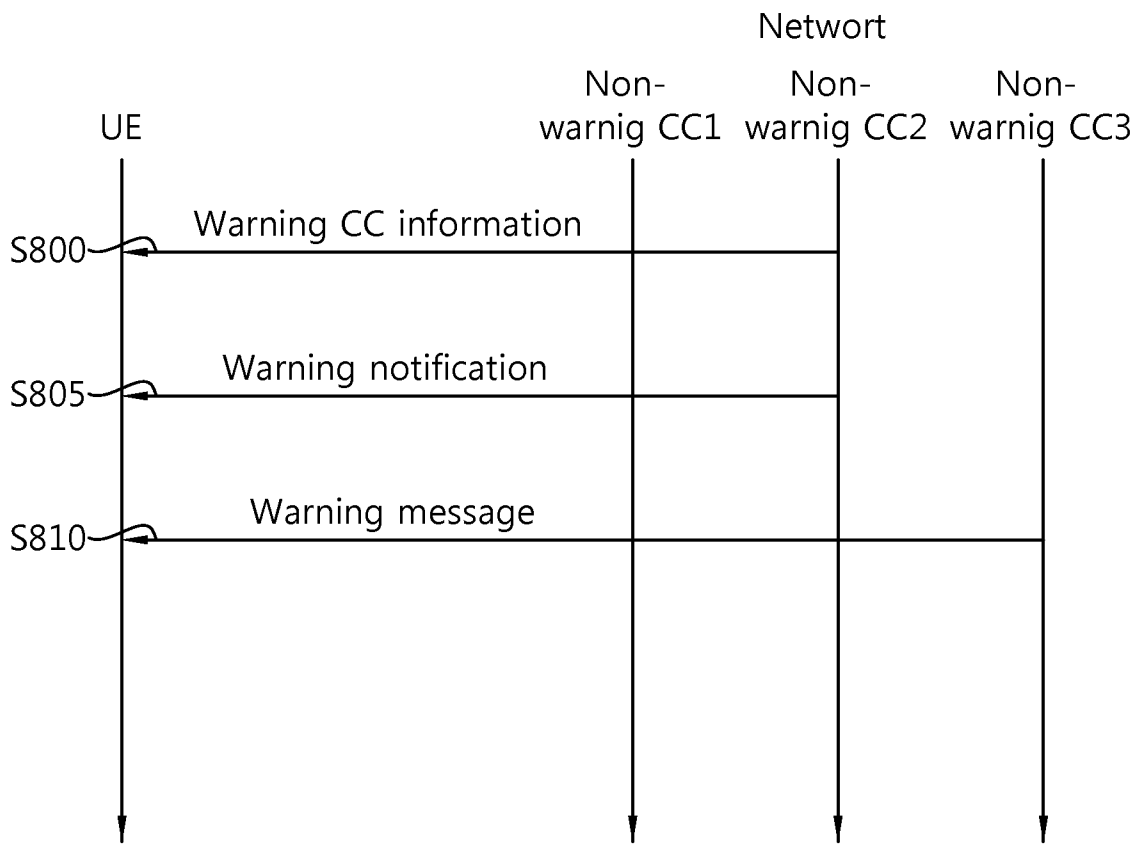 Networt
UE
Non-
warnig CC1
Non-
warnig CC2
Non-
warnig CC3
Warning CC information
S800
Warning notification
S805
Warning message
S810